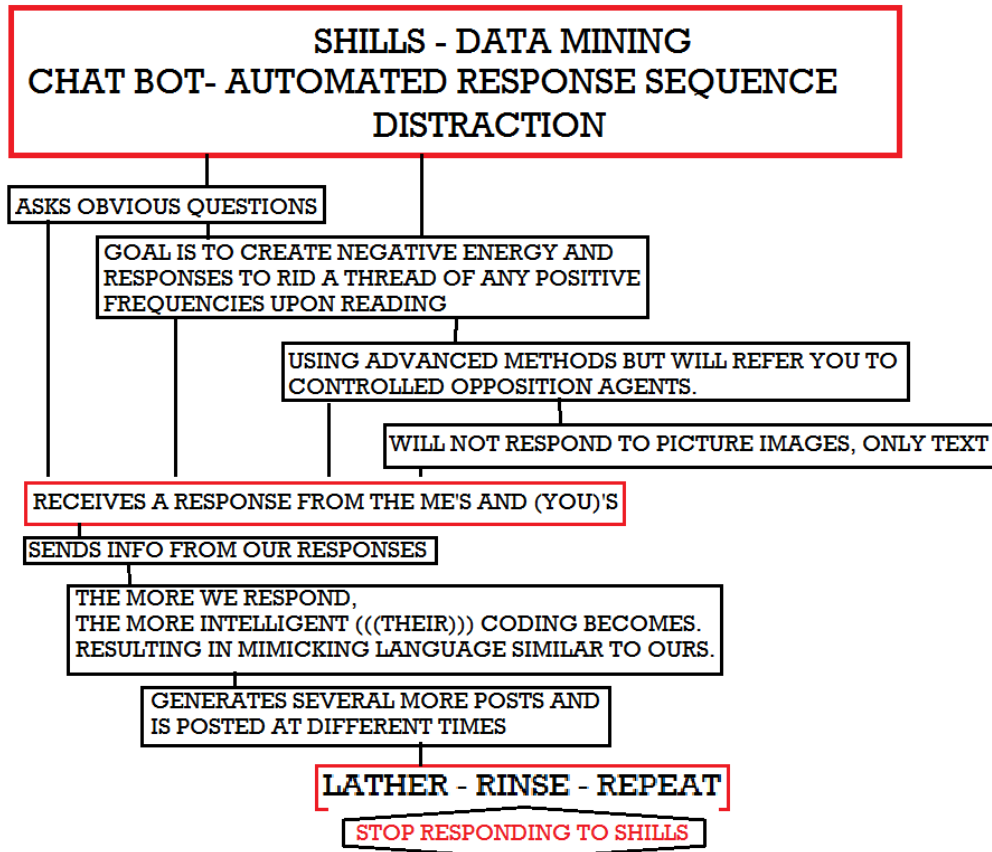 SHILLS - DATA MINING
CHAT BOT- AUTOMATED RESPONSE SEQUENCE
DISTRACTION
ASKS OBVIOUS QUESTIONS
GOAL IS TO CREATE NEGATIVE ENERGY AND
RESPONSES TO RID A THREAD OF ANY POSITIVE
FREQUENCIES UPON READING
USING ADVANCED METHODS BUT WILL REFER YOU TO
CONTROLLED OPPOSITION AGENTS.
WILL NOT RESPOND TO PICTURE IMAGES, ONLY TEXT
RECEIVES A RESPONSE FROM THE ME'S AND (YOU)'S
SENDS INFO FROM OUR RESPONSES
THE MORE WE RESPOND,
THE MORE INTELLIGENT (((THEIR))) CODING BECOMES.
RESULTING IN MIMICKING LANGUAGE SIMILAR TO OURS.
GENERATES SEVERAL MORE POSTS AND
IS POSTED AT DIFFERENT TIMES
LATHER - RINSE - REPEAT
STOP RESPONDING TO SHILLS